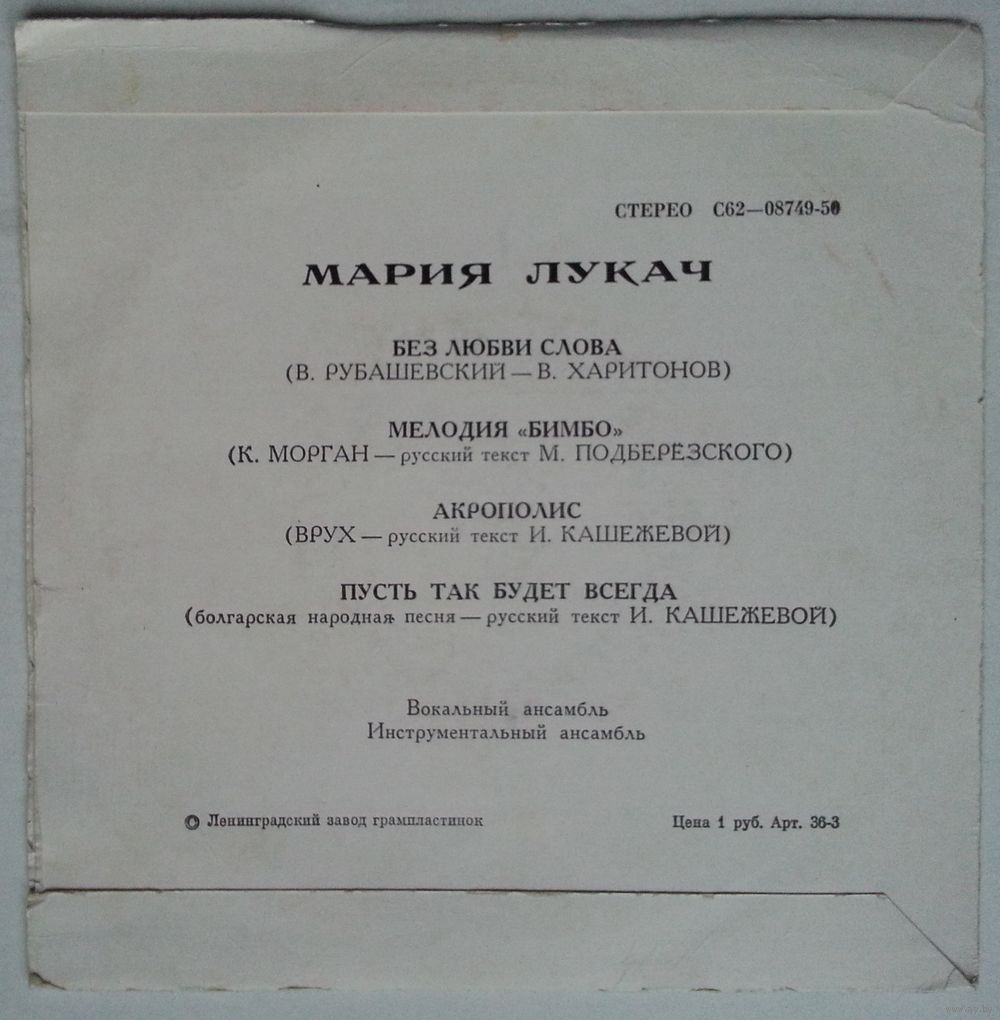 СТЕРЕО С62—08749-50
МАРИЯ ЛУКАЧ
БЕЗ ЛЮБВИ СЛОВА
(В. РУБАШЕВСКИЙ — В. ХАРИТОНОВ)
МЕЛОДИЯ «БИМБО»
(К. МОРГАН — русский текст М. ПОДБЕРЁЗСКОГО)
АКРОПОЛИС
(ВРУХ — русский текст И. КАШЕЖЕВОЙ)
ПУСТЬ ТАК БУДЕТ ВСЕГДА
(болгарская народная песня — русский текст И. КАШЕЖЕВОЙ)
Вокальный ансамбль
Инструментальный ансамбль
© Ленинградский завод грампластинок Цена 1 руб. Арт. 36-3